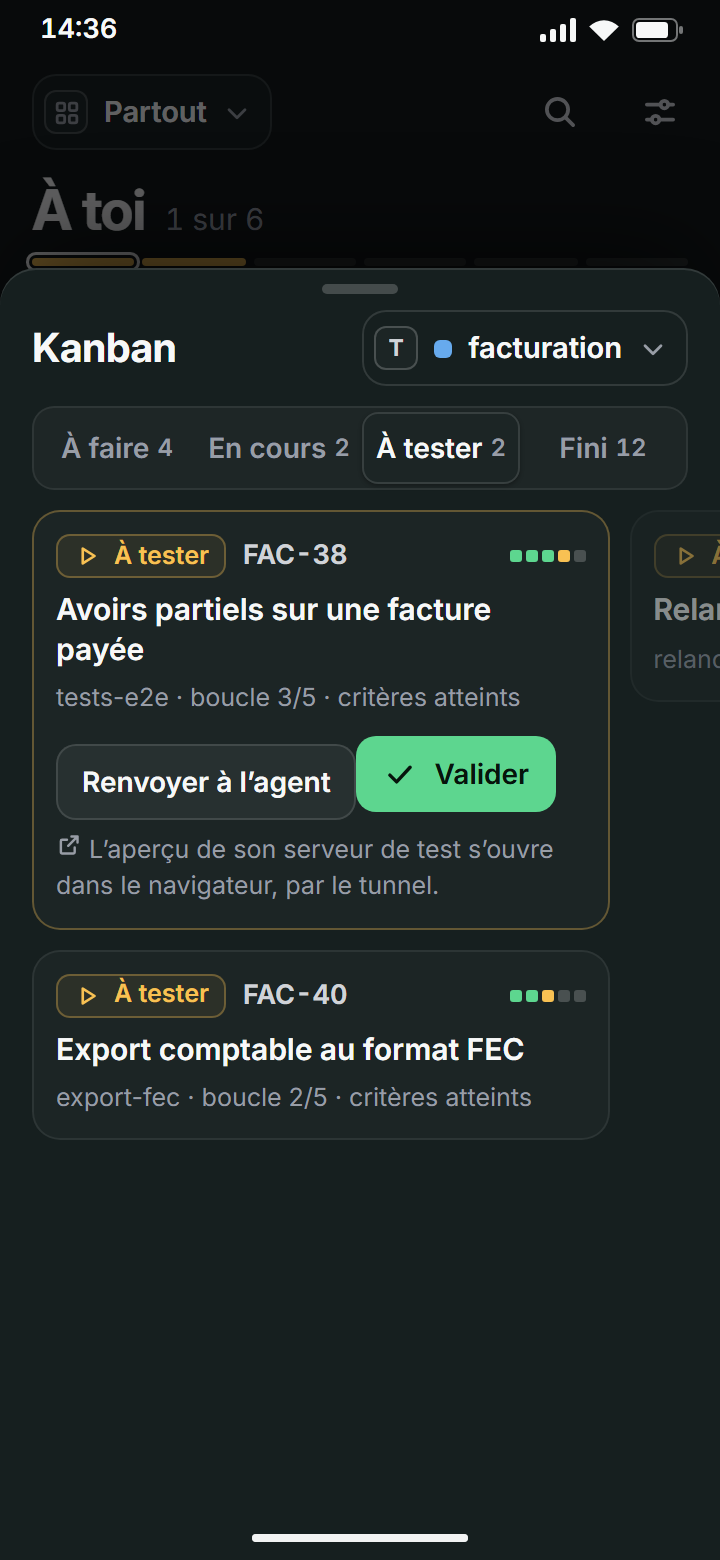 14:36
Partout
À toi 1 sur 6
Kanban
T facturation
À faire 4 En cours 2 À tester 2 Fini 12
À tester FAC-38
Avoirs partiels sur une facture
payée
tests-e2e · boucle 3/5 · critères atteints
Renvoyer à l’agent Valider
L’aperçu de son serveur de test s’ouvre
dans le navigateur, par le tunnel.
À tester FAC-40
Export comptable au format FEC
export-fec · boucle 2/5 · critères atteints